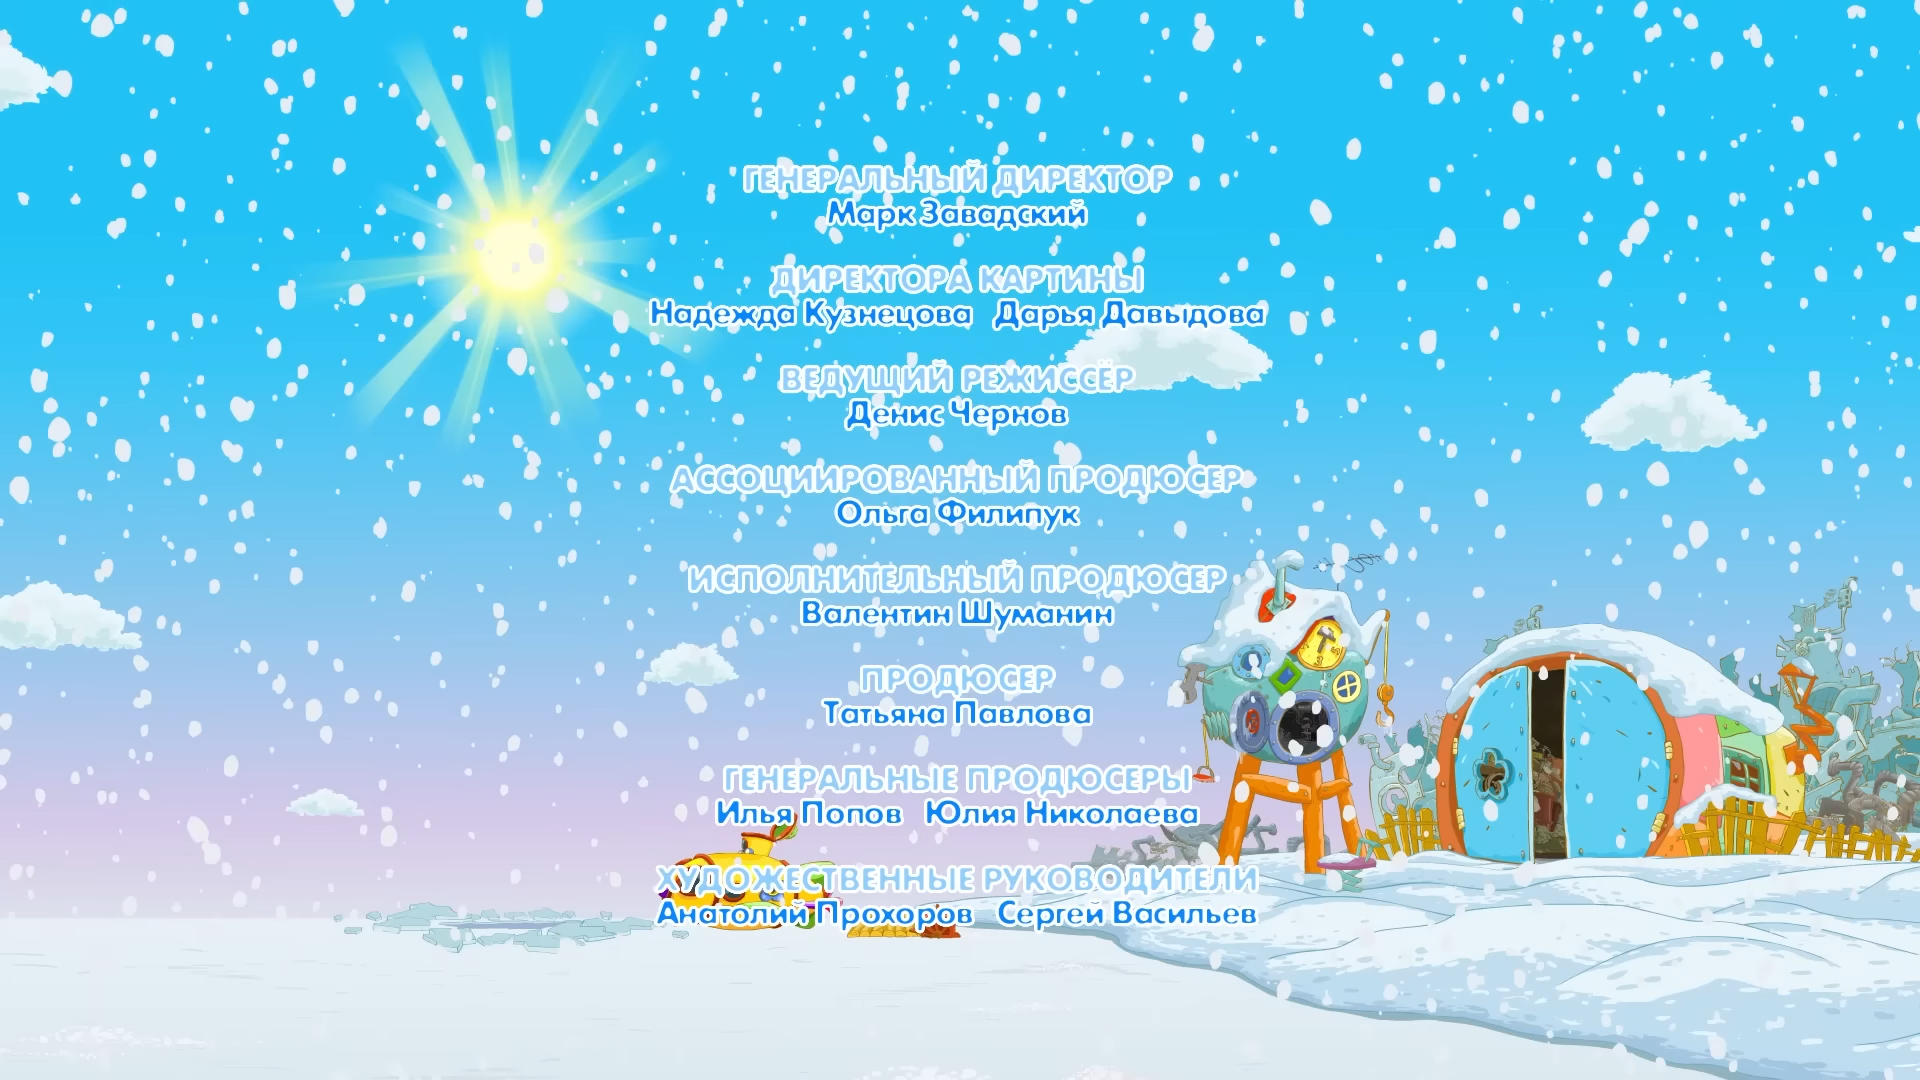 ГЕНЕРАЛЬНЫЙ ДИРЕКТОР
Марк Завадский
ДИРЕКТОРА КАРТИНЫ
Надежда Кузнецова Дарья Давыдова
ВЕДУЩИЙ РЕЖИССЁР
Денис Чернов
АССОЦИИРОВАННЫЙ ПРОДЮСЕР
Ольга Филипук
ИСПОЛНИТЕЛЬНЫЙ ПРОДЮСЕР
Валентин Шуманин
ПРОДЮСЕР
Татьяна Павлова
ГЕНЕРАЛЬНЫЕ ПРОДЮСЕРЫ
Илья Попов Юлия Николаева
ХУДОЖЕСТВЕННЫЕ РУКОВОДИТЕЛИ
Анатолий Прохоров Сергей Васильев